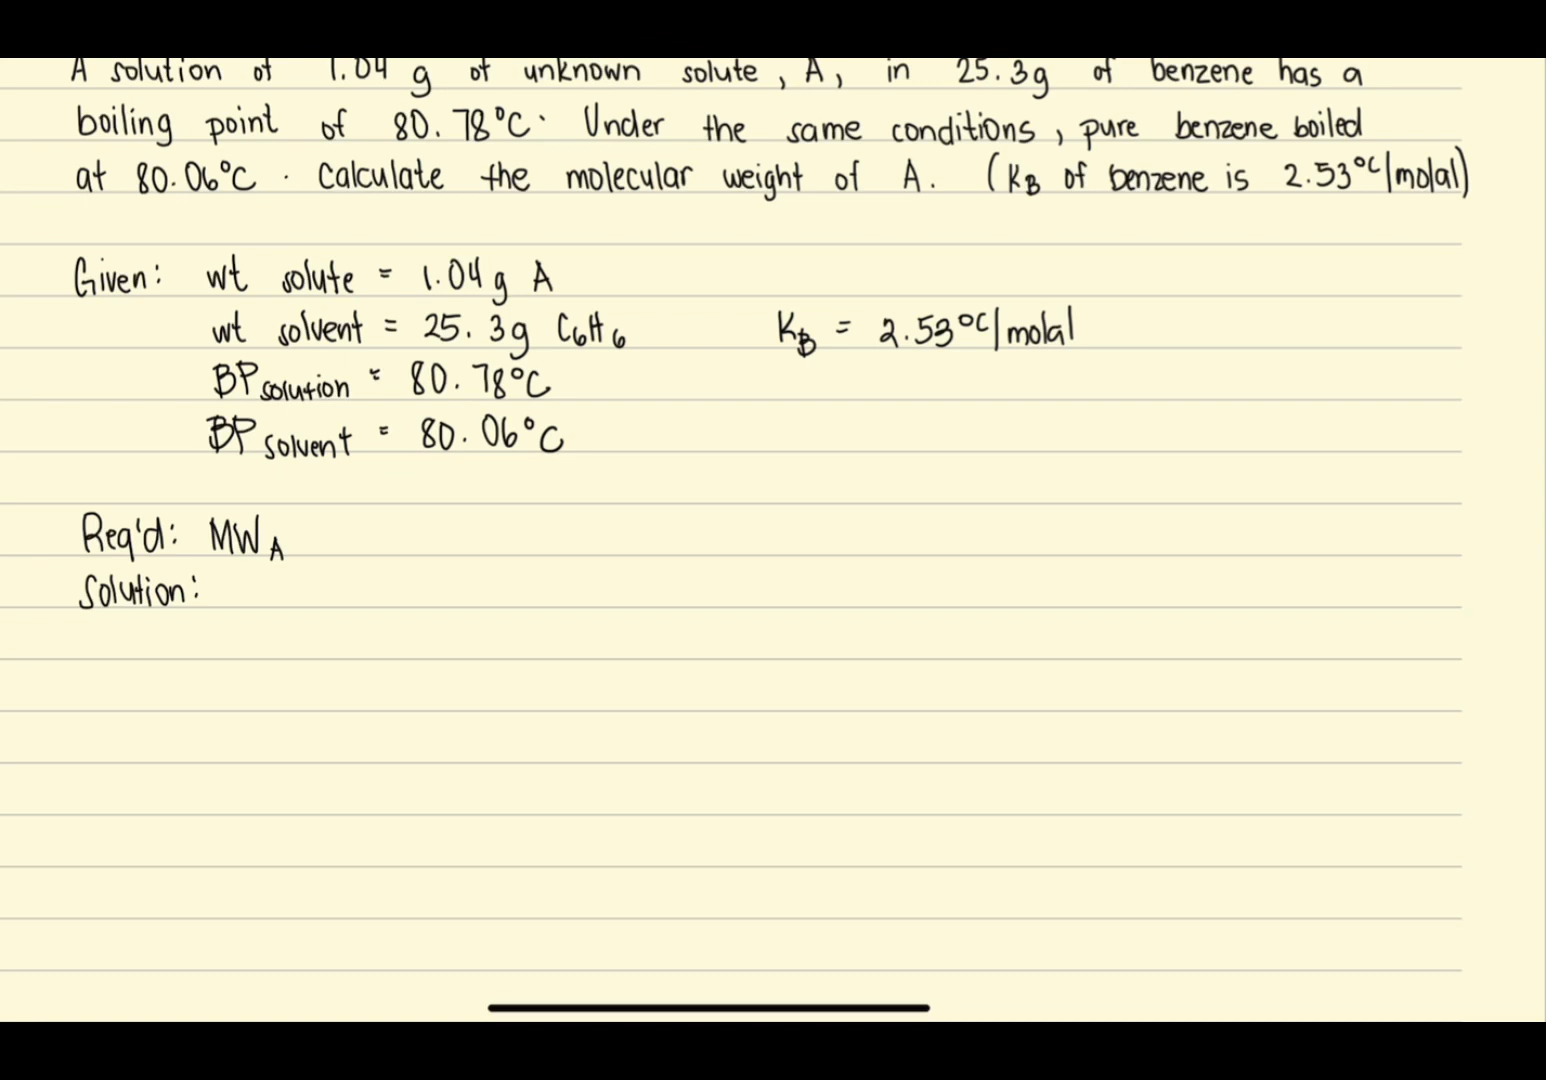 A solution of 1.04 g of unknown solute, A, in 25.3g of benzene has a
boiling point of 80.78°C. Under the same conditions, pure benzene boiled
at 80.06°C. Calculate the molecular weight of A. (KB of benzene is 2.53°C/molal)
Given: wt solute = 1.04 g A
wt solvent = 25.3g C6H6 KB = 2.53°C/molal
BP solution = 80.78°C
BP solvent = 80.06°C
Req'd: MW A
Solution: